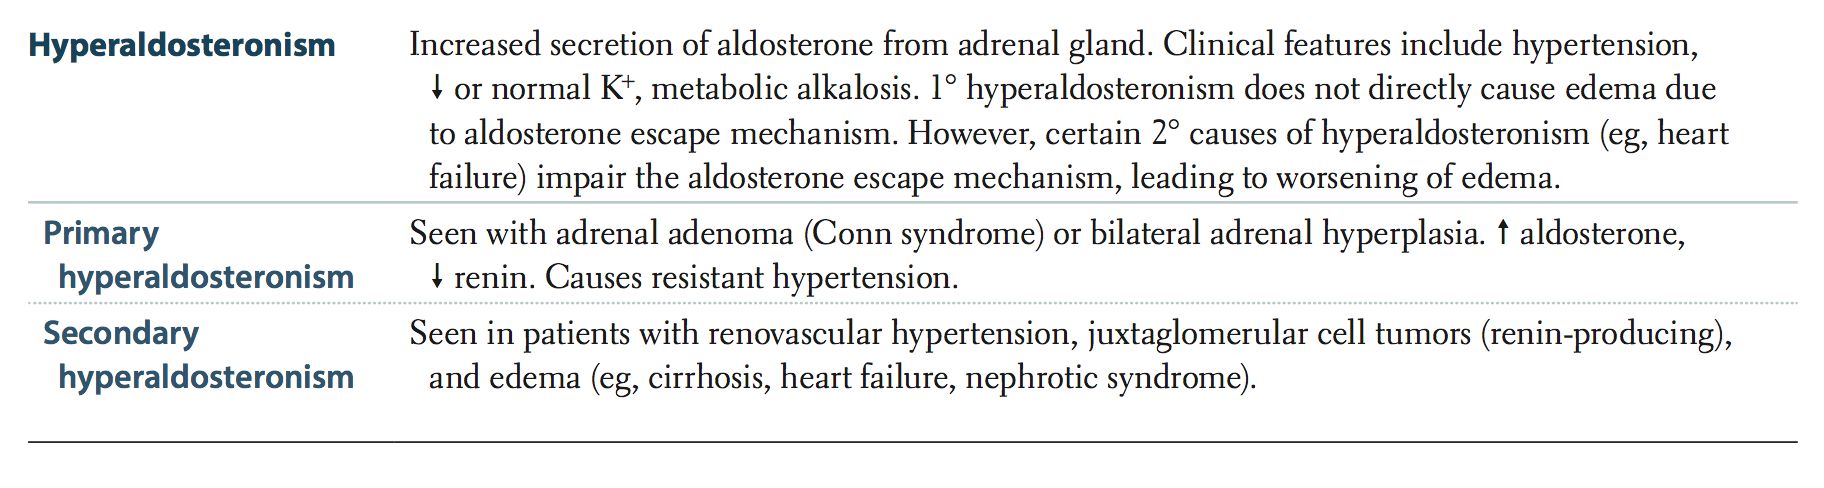 Hyperaldosteronism
Increased secretion of aldosterone from adrenal gland. Clinical features include hypertension,
↓ or normal K⁺, metabolic alkalosis. 1° hyperaldosteronism does not directly cause edema due
to aldosterone escape mechanism. However, certain 2° causes of hyperaldosteronism (eg, heart
failure) impair the aldosterone escape mechanism, leading to worsening of edema.
Primary
hyperaldosteronism
Seen with adrenal adenoma (Conn syndrome) or bilateral adrenal hyperplasia. ↑ aldosterone,
↓ renin. Causes resistant hypertension.
Secondary
hyperaldosteronism
Seen in patients with renovascular hypertension, juxtaglomerular cell tumors (renin-producing),
and edema (eg, cirrhosis, heart failure, nephrotic syndrome).